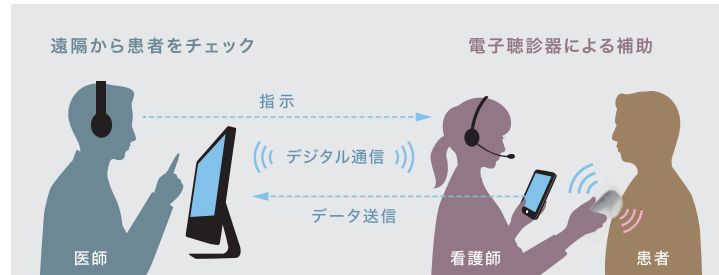 遠隔から患者をチェック
電子聴診器による補助
指示
デジタル通信
データ送信
医師
看護師
患者